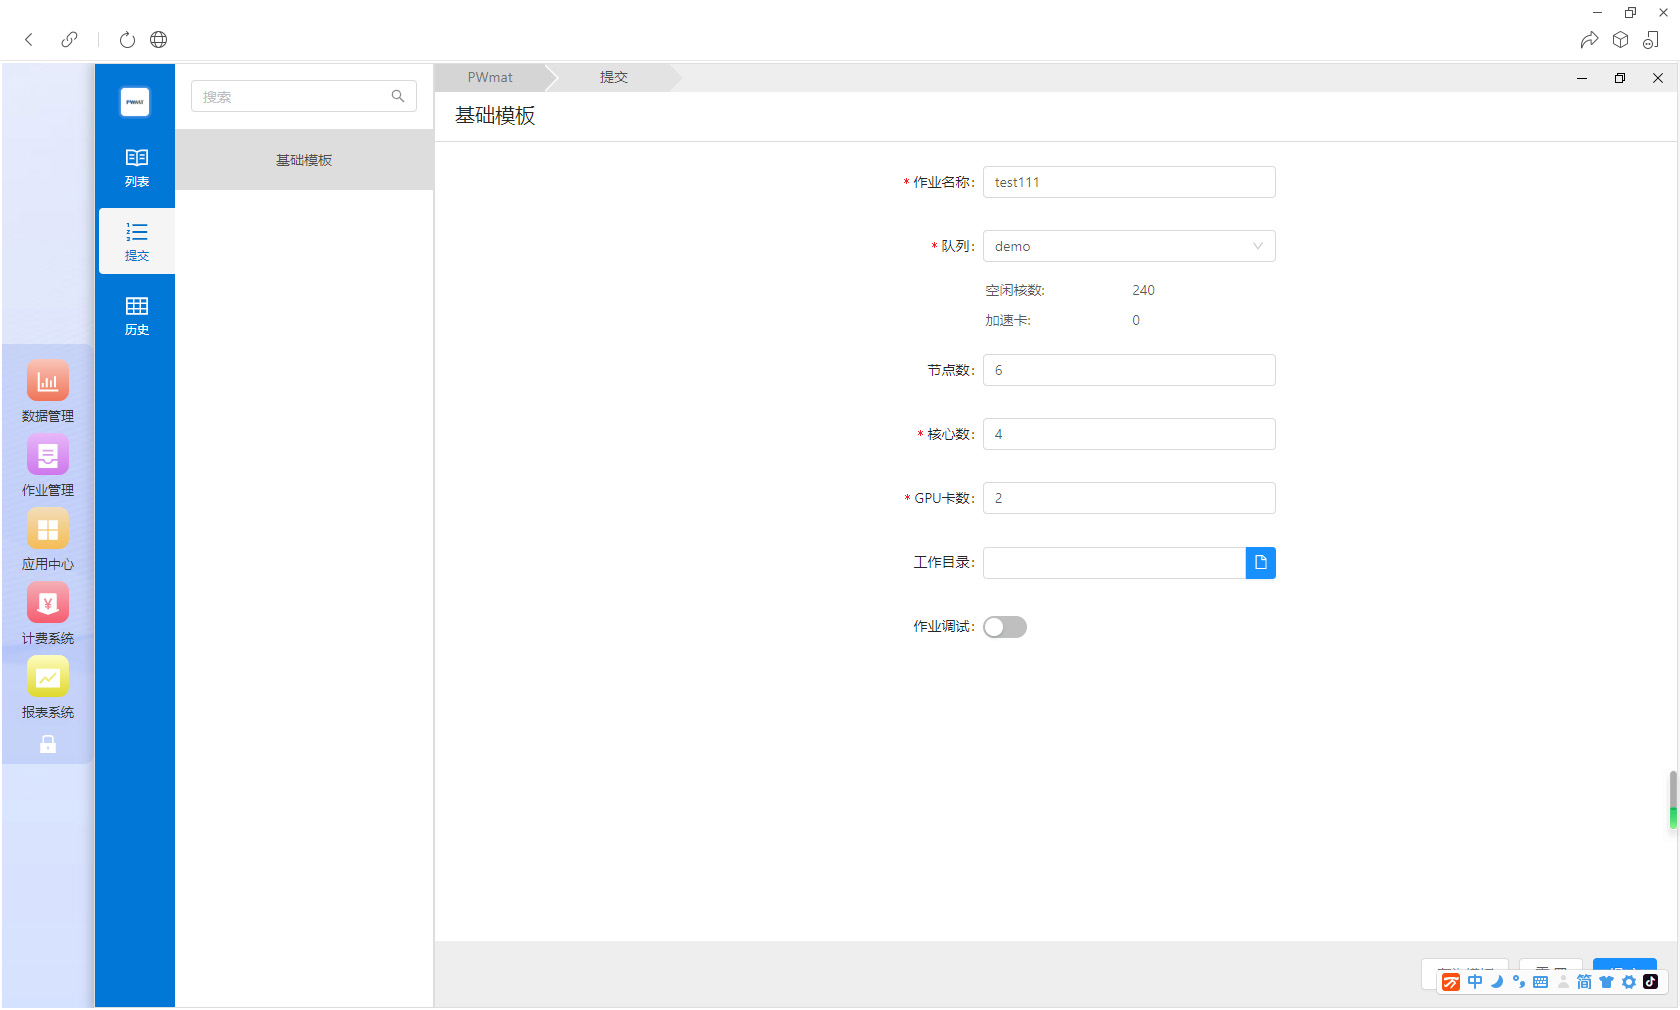 PWmat
列表
提交
历史
数据管理
作业管理
应用中心
计费系统
报表系统
搜索
基础模板
PWmat
提交
基础模板
* 作业名称: test111
* 队列: demo
空闲核数: 240
加速卡: 0
节点数: 6
* 核心数: 4
* GPU卡数: 2
工作目录:
作业调试:
中
简